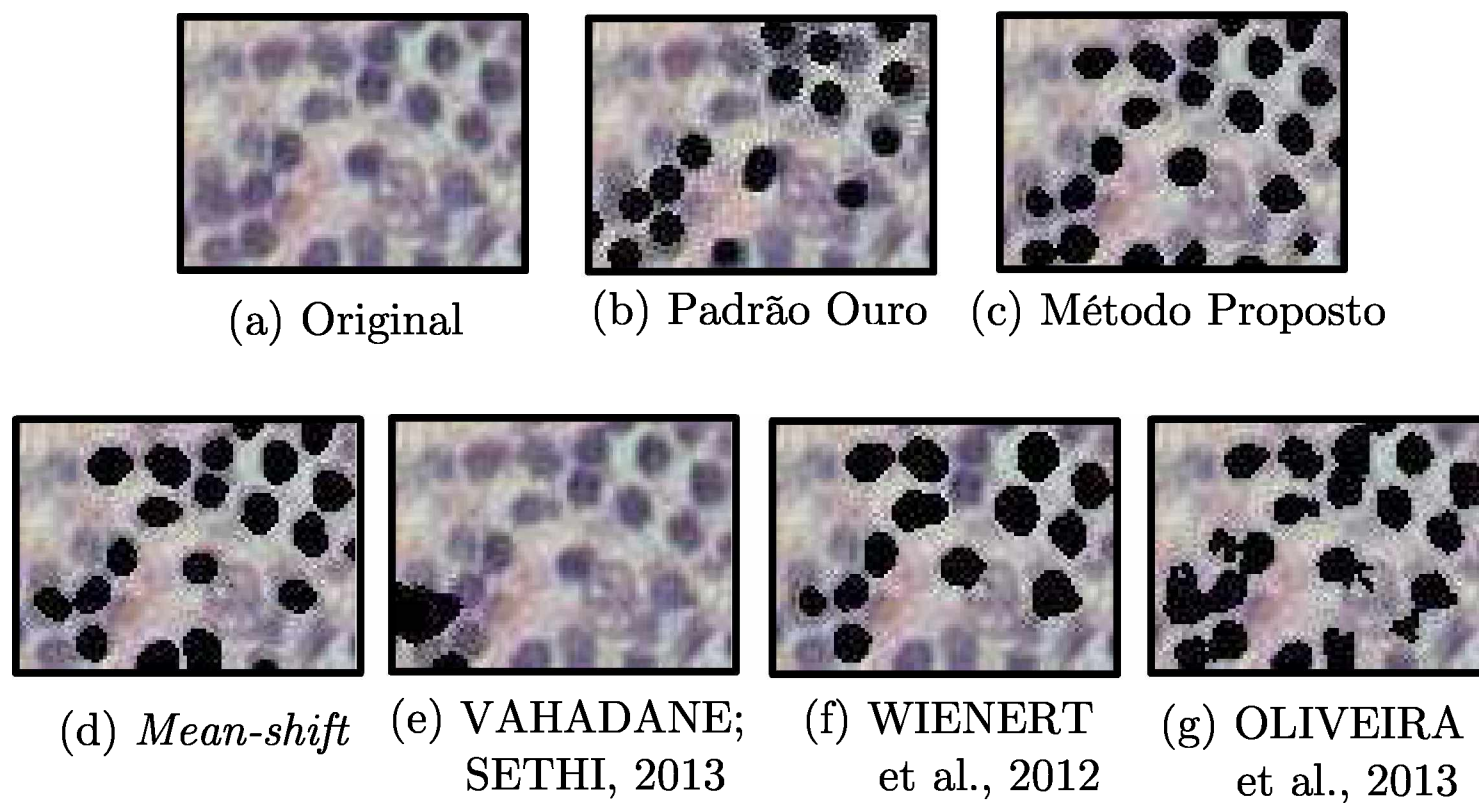 (a) Original
(b) Padrão Ouro
(c) Método Proposto
(d) Mean-shift
(e) VAHADANE;
SETHI, 2013
(f) WIENERT
et al., 2012
(g) OLIVEIRA
et al., 2013